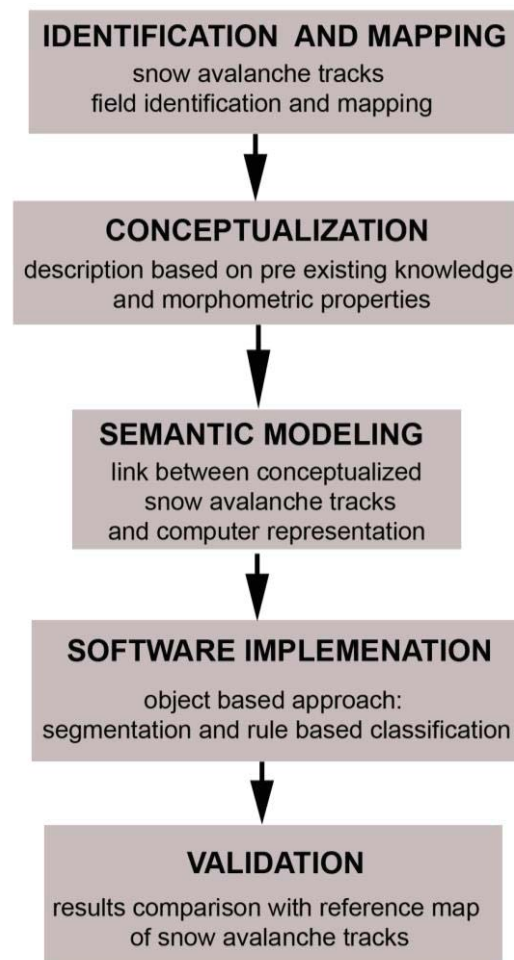 IDENTIFICATION AND MAPPING
snow avalanche tracks
field identification and mapping
CONCEPTUALIZATION
description based on pre existing knowledge
and morphometric properties
SEMANTIC MODELING
link between conceptualized
snow avalanche tracks
and computer representation
SOFTWARE IMPLEMENATION
object based approach:
segmentation and rule based classification
VALIDATION
results comparison with reference map
of snow avalanche tracks